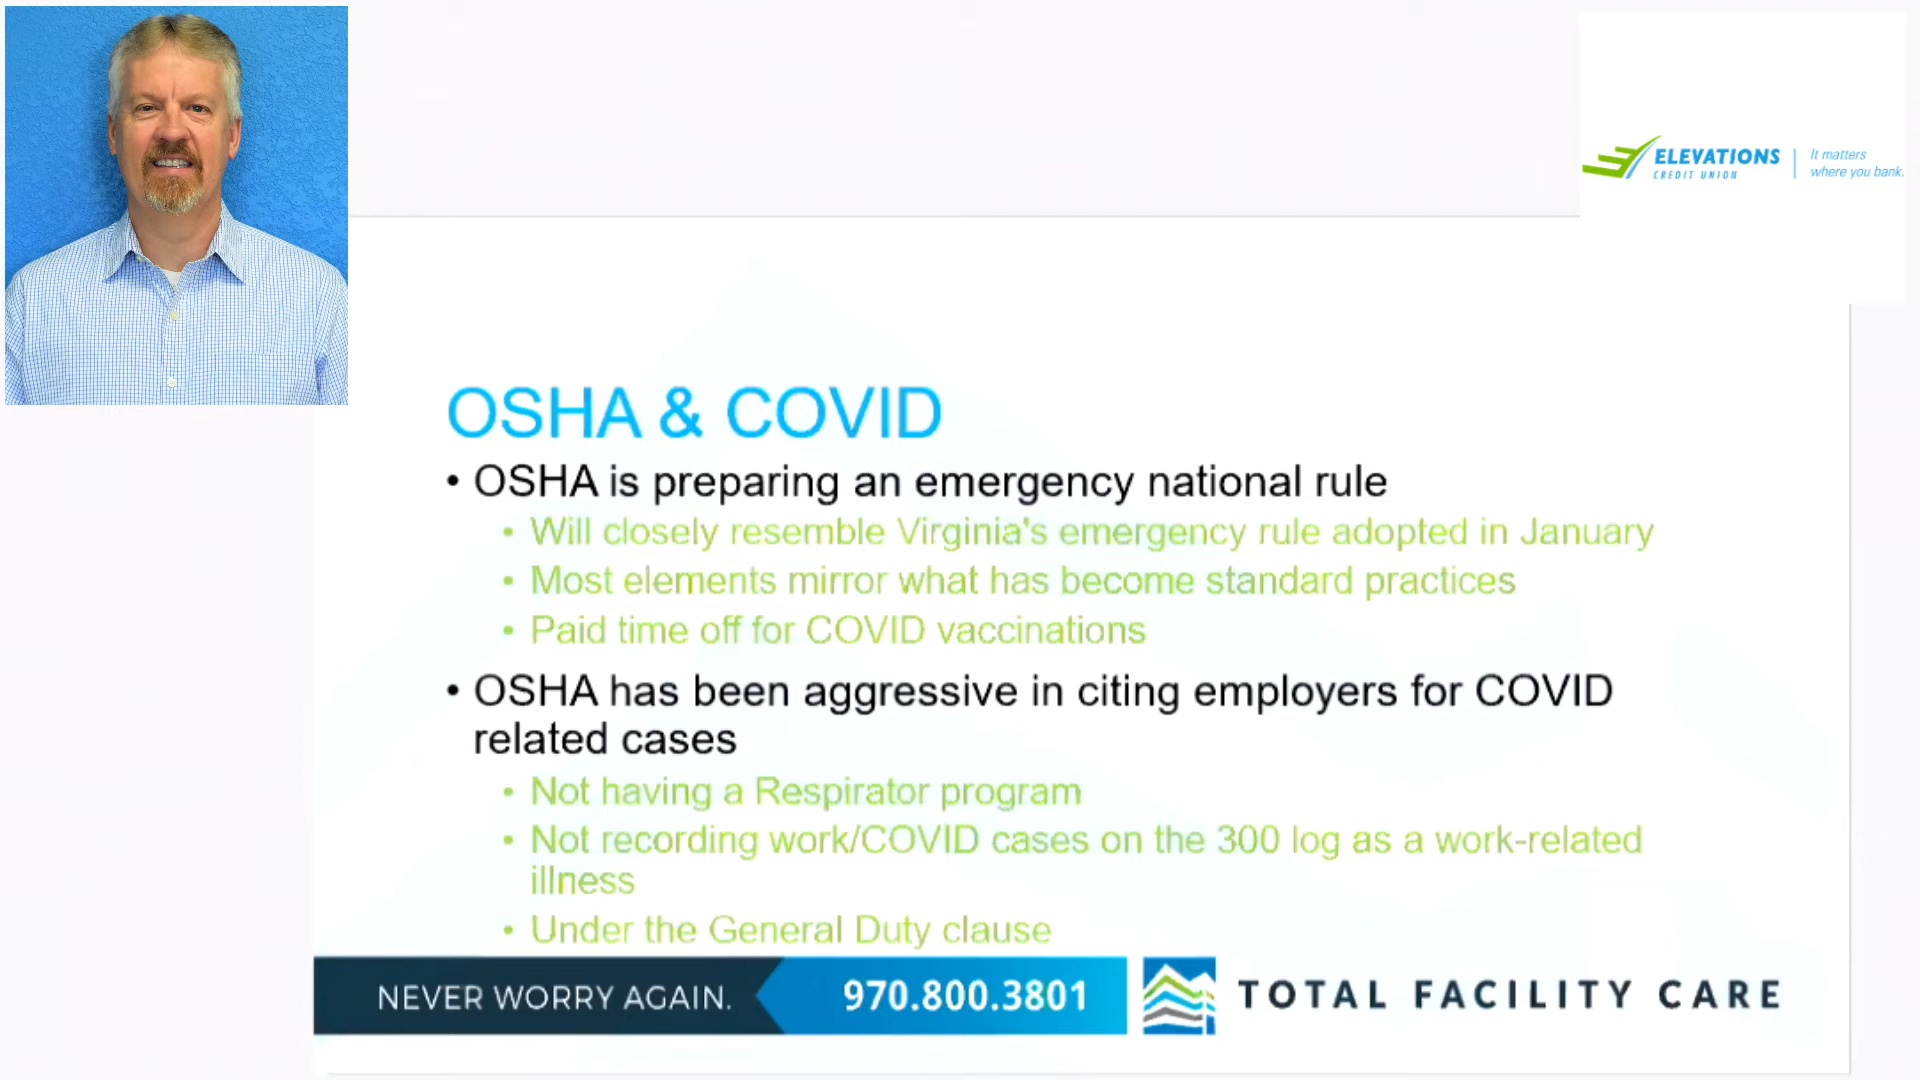 ELEVATIONS
CREDIT UNION
It matters
where you bank.
OSHA & COVID
• OSHA is preparing an emergency national rule
• Will closely resemble Virginia's emergency rule adopted in January
• Most elements mirror what has become standard practices
• Paid time off for COVID vaccinations
• OSHA has been aggressive in citing employers for COVID
related cases
• Not having a Respirator program
• Not recording work/COVID cases on the 300 log as a work-related
illness
• Under the General Duty clause
NEVER WORRY AGAIN.
970.800.3801
TOTAL FACILITY CARE